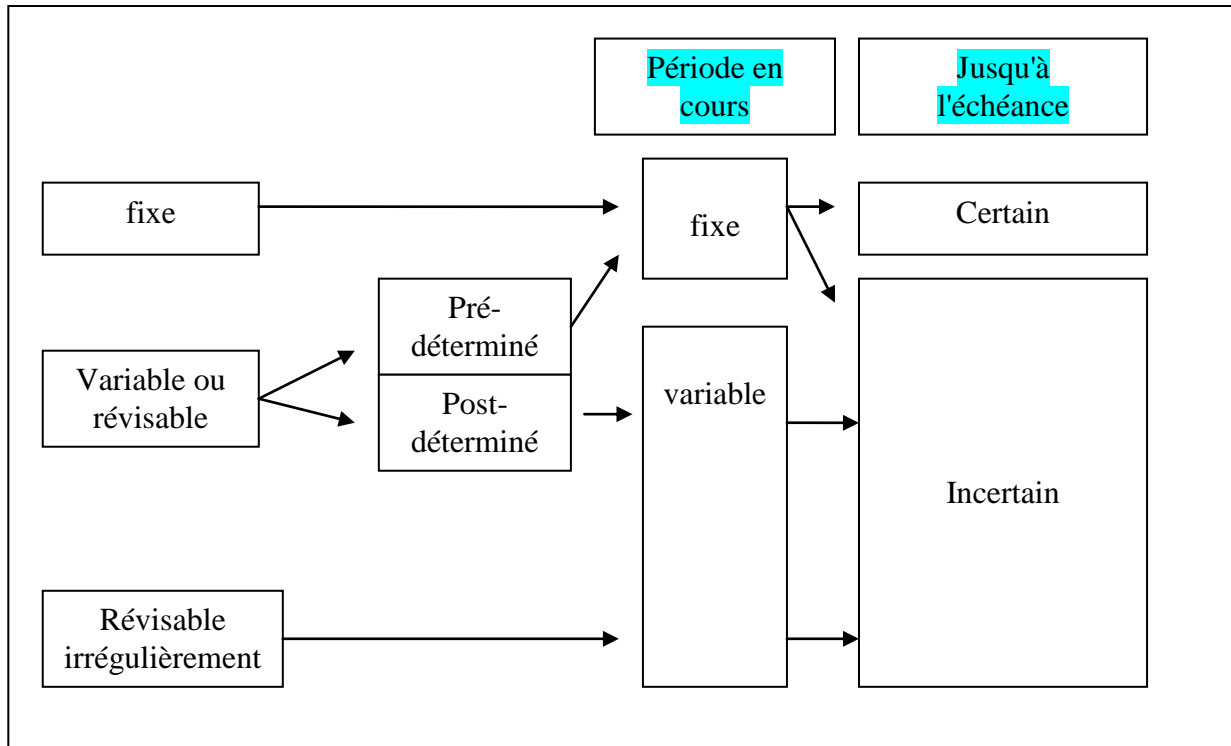 Période en
cours
Jusqu'à
l'échéance
fixe
fixe
Certain
Pré-
déterminé
Variable ou
révisable
Post-
déterminé
variable
Incertain
Révisable
irrégulièrement